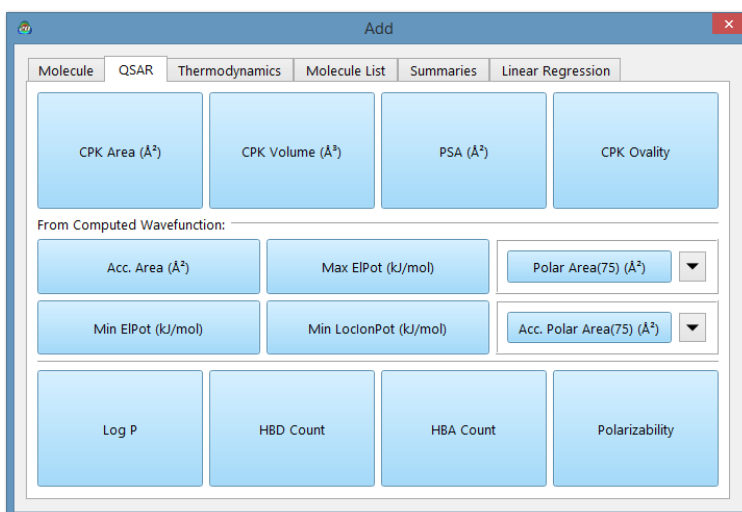 Add
Molecule QSAR Thermodynamics Molecule List Summaries Linear Regression
CPK Area (Å²) CPK Volume (Å³) PSA (Å²) CPK Ovality
From Computed Wavefunction:
Acc. Area (Å²) Max ElPot (kJ/mol) Polar Area(75) (Å²)
Min ElPot (kJ/mol) Min LocIonPot (kJ/mol) Acc. Polar Area(75) (Å²)
Log P HBD Count HBA Count Polarizability